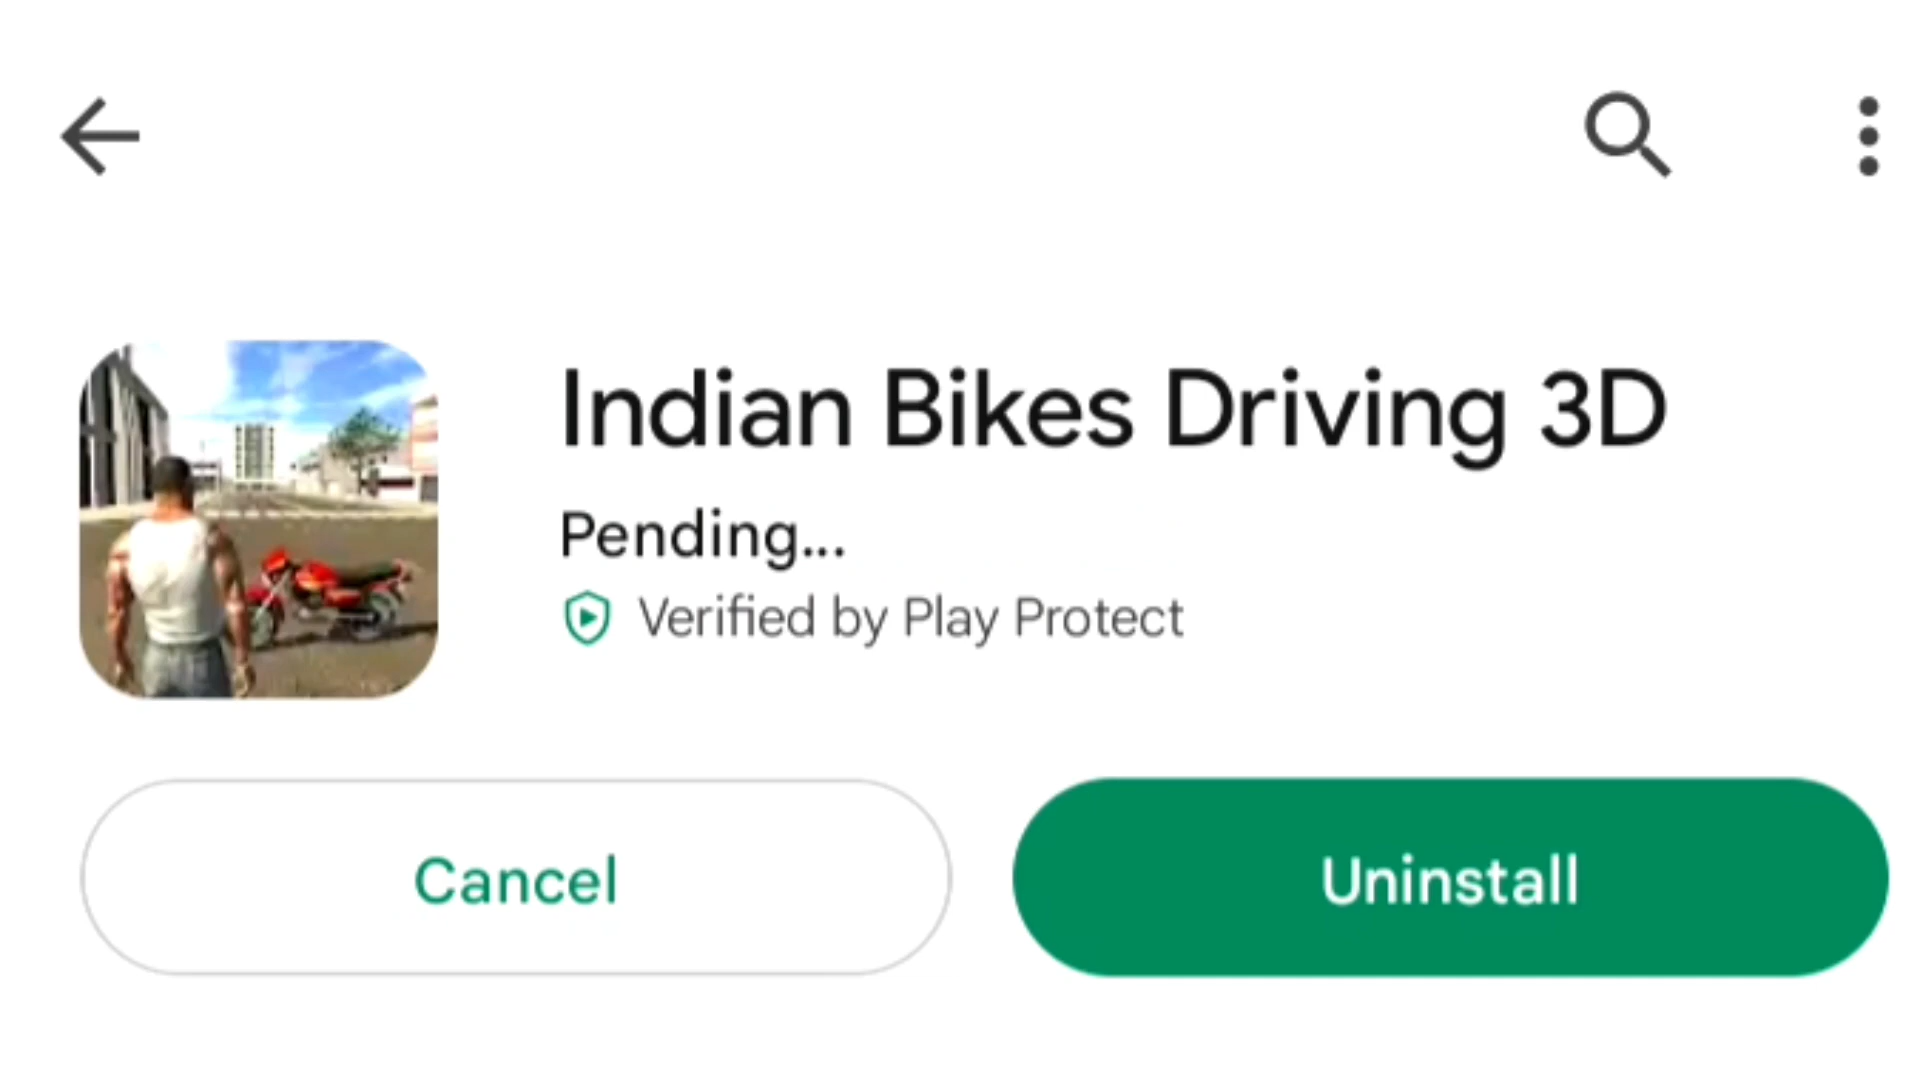 Indian Bikes Driving 3D
Pending...
Verified by Play Protect
Cancel
Uninstall